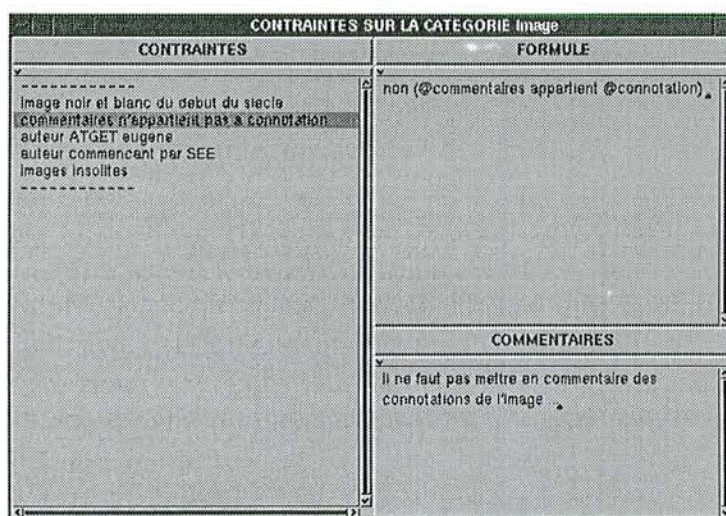 CONTRAINTES SUR LA CATEGORIE Image
CONTRAINTES
- - - - - - - - - - - - -
Image noir et blanc du debut du siecle
commentaires n'appartient pas a connotation
auteur ATGET eugene
auteur commencant par SEE
Images insolites
- - - - - - - - - - - - -
FORMULE
non (@commentaires appartient @connotation)
COMMENTAIRES
Il ne faut pas mettre en commentaire des
connotations de l'image ...